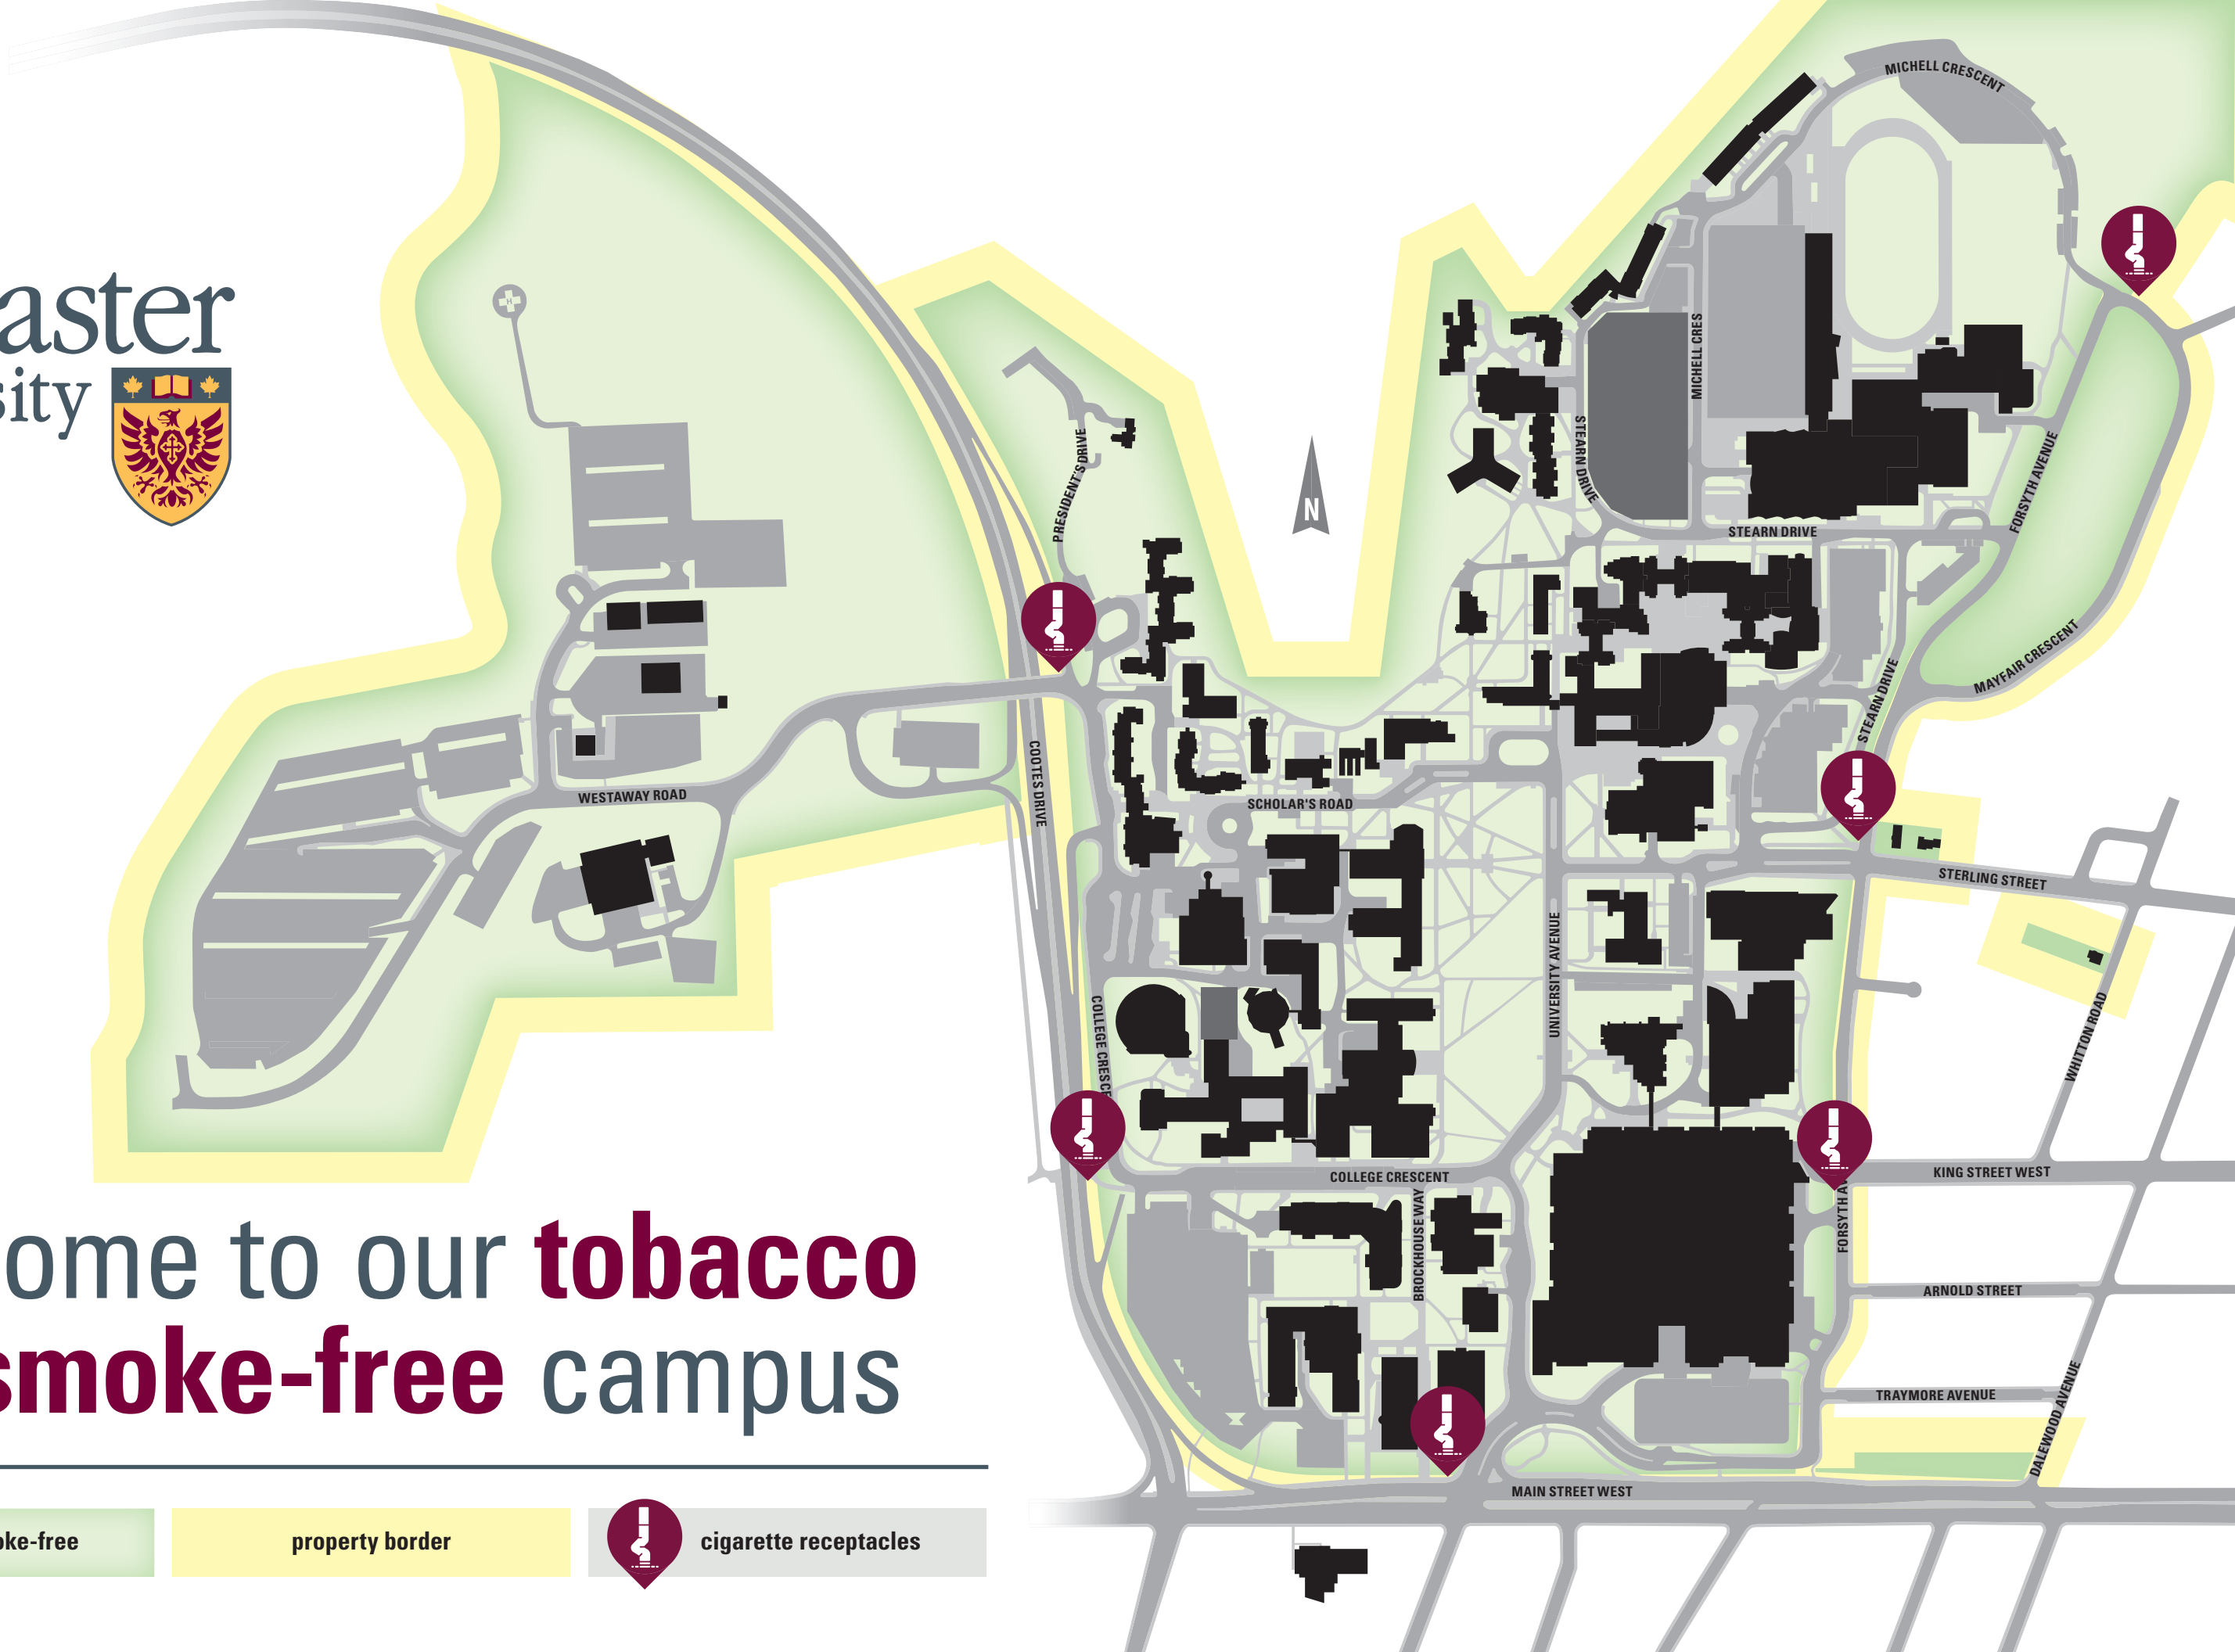 aster
sity
MICHELL CRESCENT
MICHELL CRES
STEARN DRIVE
STEARN DRIVE
FORSYTH AVENUE
MAYFAIR CRESCENT
STEARN DRIVE
PRESIDENT'S DRIVE
N
H
COOTES DRIVE
WESTAWAY ROAD
SCHOLAR'S ROAD
STERLING STREET
UNIVERSITY AVENUE
WHITTON ROAD
COLLEGE CRESCE
COLLEGE CRESCENT
KING STREET WEST
BROCKHOUSE WAY
FORSYTH AV
ARNOLD STREET
TRAYMORE AVENUE
DALEWOOD AVENUE
MAIN STREET WEST
ome to our tobacco
smoke-free campus
oke-free
property border
cigarette receptacles